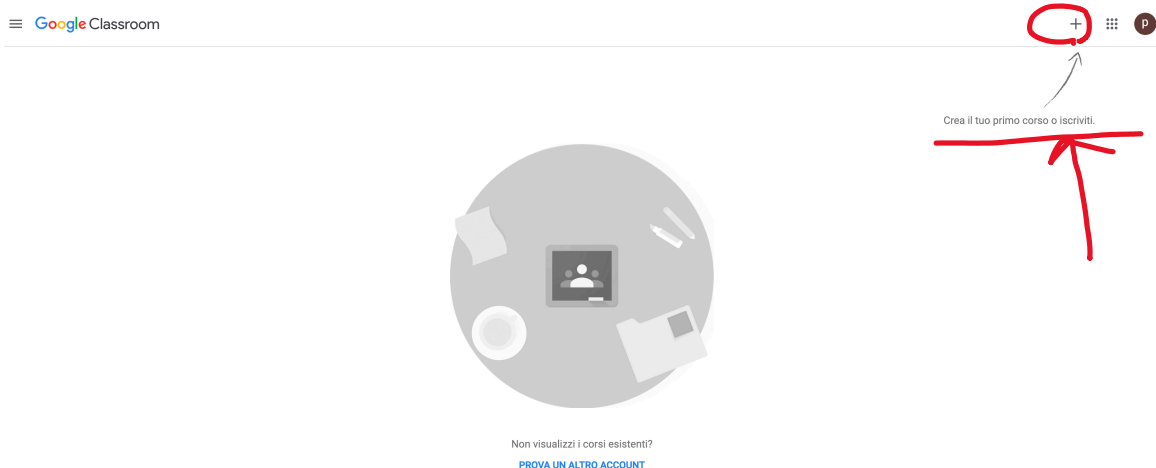 Google Classroom
p
Crea il tuo primo corso o iscriviti.
Non visualizzi i corsi esistenti?
PROVA UN ALTRO ACCOUNT